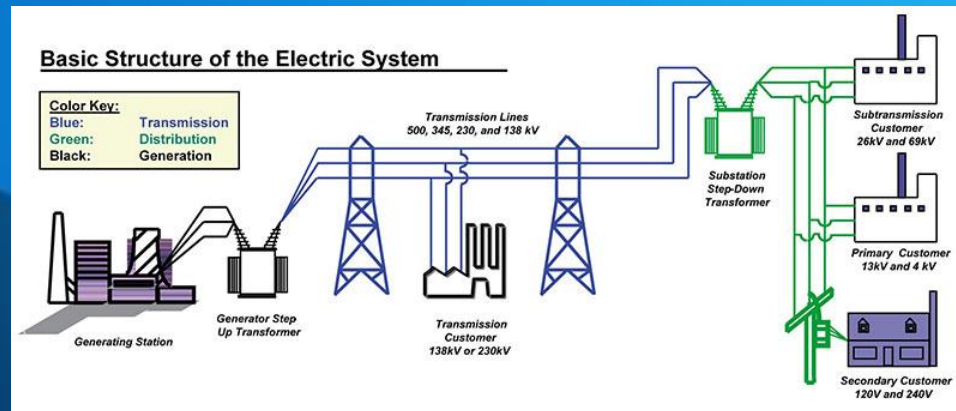 Basic Structure of the Electric System
Color Key:
Blue: Transmission
Green: Distribution
Black: Generation
Transmission Lines
500, 345, 230, and 138 kV
Generating Station
Generator Step
Up Transformer
Transmission
Customer
138kV or 230kV
Substation
Step-Down
Transformer
Subtransmission
Customer
26kV and 69kV
Primary Customer
13kV and 4 kV
Secondary Customer
120V and 240V